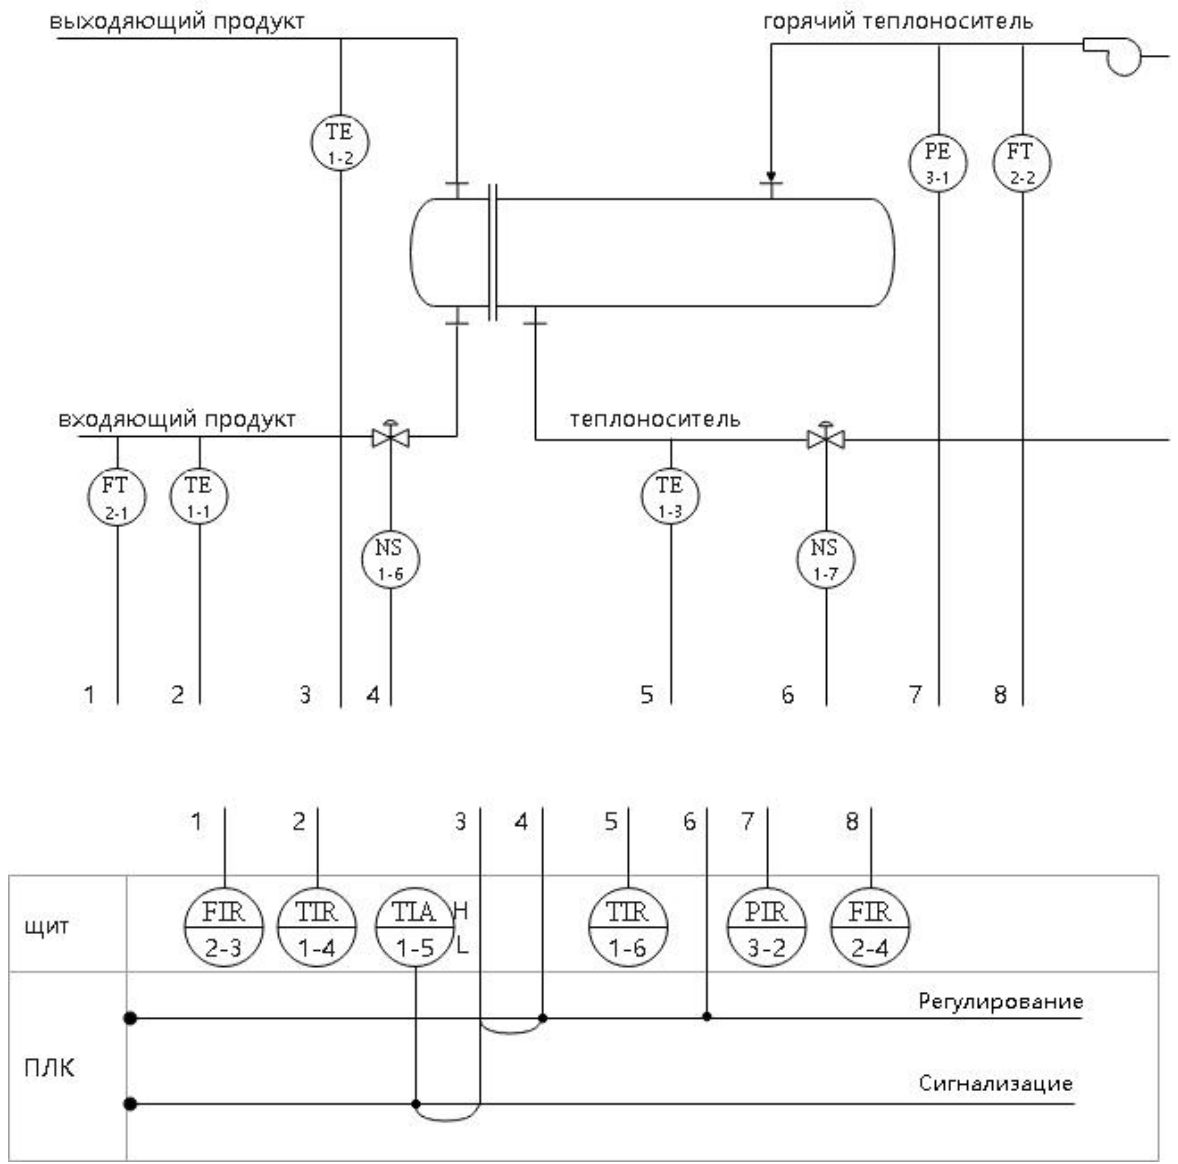 выходящий продукт
горячий теплоноситель
TE
1-2
PE
3-1
FT
2-2
входяющий продукт
теплоноситель
FT
2-1
TE
1-1
TE
1-3
NS
1-6
NS
1-7
1 2 3 4 5 6 7 8
1 2 3 4 5 6 7 8
щит
FIR
2-3
TIR
1-4
TIA
1-5
H
L
TIR
1-6
PIR
3-2
FIR
2-4
ПЛК
Регулирование
Сигнализацие